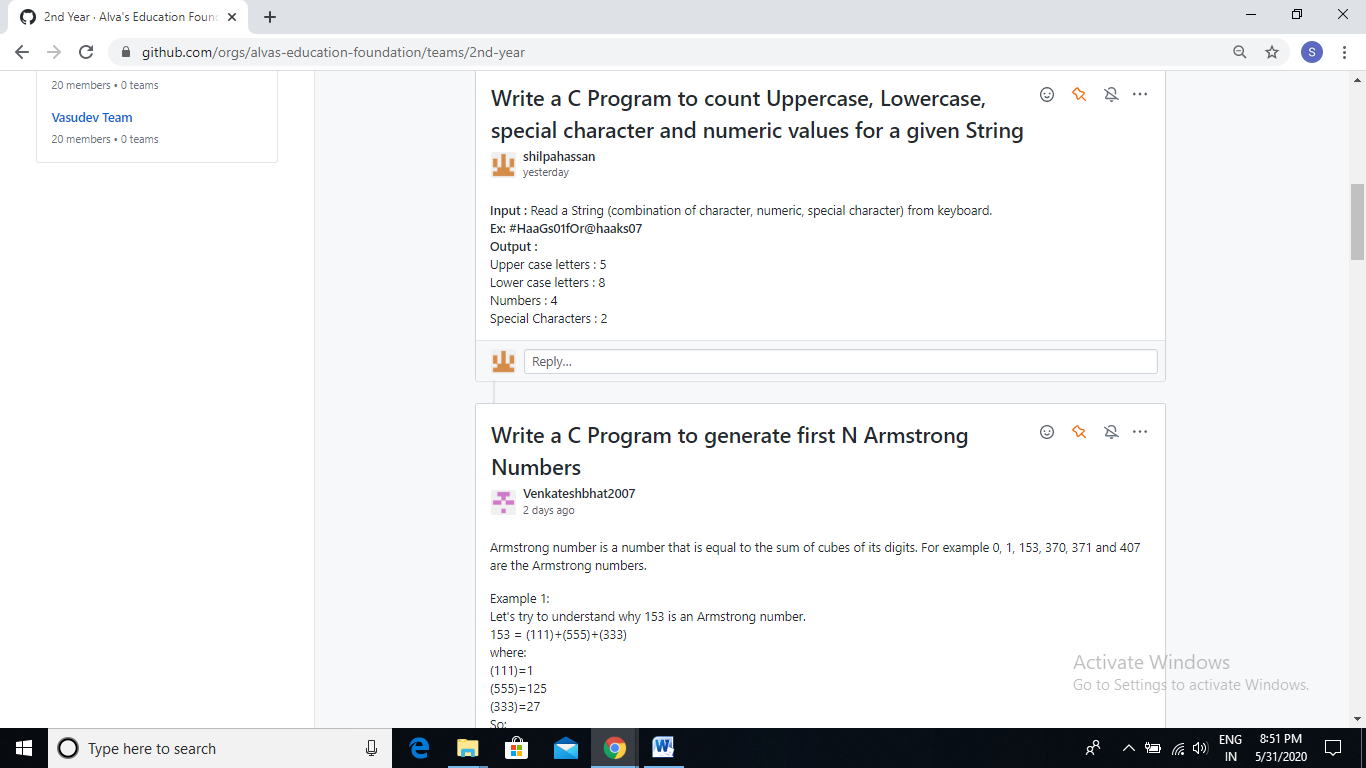 2nd Year · Alva's Education Foun
github.com/orgs/alvas-education-foundation/teams/2nd-year
S
20 members • 0 teams
Vasudev Team
20 members • 0 teams
Write a C Program to count Uppercase, Lowercase,
special character and numeric values for a given String
shilpahassan
yesterday
Input : Read a String (combination of character, numeric, special character) from keyboard.
Ex: #HaaGs01fOr@haaks07
Output :
Upper case letters : 5
Lower case letters : 8
Numbers : 4
Special Characters : 2
Reply...
Write a C Program to generate first N Armstrong
Numbers
Venkateshbhat2007
2 days ago
Armstrong number is a number that is equal to the sum of cubes of its digits. For example 0, 1, 153, 370, 371 and 407
are the Armstrong numbers.
Example 1:
Let's try to understand why 153 is an Armstrong number.
153 = (111)+(555)+(333)
where:
(111)=1
(555)=125
(333)=27
So:
Activate Windows
Go to Settings to activate Windows.
Type here to search
ENG
IN
8:51 PM
5/31/2020